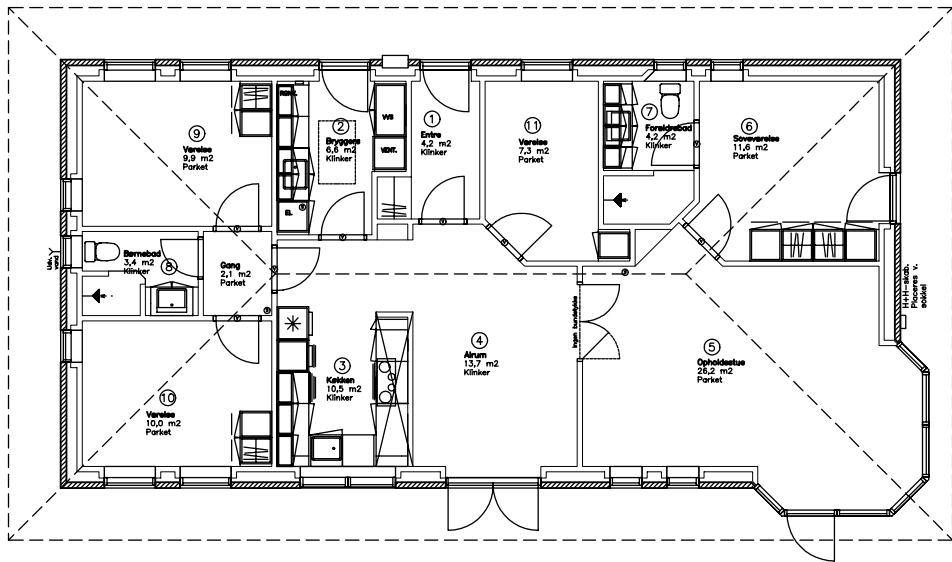 9
Værelse
9,9 m2
Parket
RENT.
2
Bryggers
6,6 m2
Klinker
EL
VVS
VENT.
1
Entre
4,2 m2
Klinker
11
Værelse
7,3 m2
Parket
7
Forældrebad
4,2 m2
Klinker
6
Soveværelse
11,6 m2
Parket
Udv.
vand
Børnebad
3,4 m2
Klinker
8
Gang
2,1 m2
Parket
10
Værelse
10,0 m2
Parket
3
Køkken
10,5 m2
Klinker
4
Alrum
13,7 m2
Klinker
Ingen bundstykke
5
Opholdsstue
26,2 m2
Parket
H+H-skab.
Placeres v.
sokkel